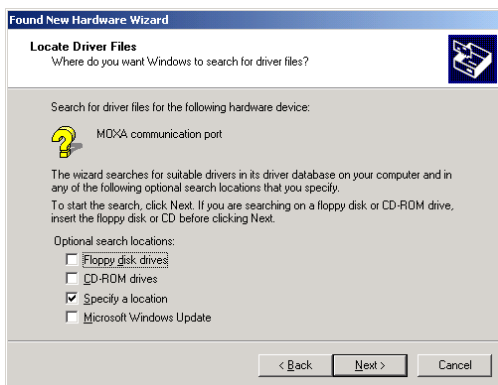 Found New Hardware Wizard
Locate Driver Files
Where do you want Windows to search for driver files?
Search for driver files for the following hardware device:
MOXA communication port
The wizard searches for suitable drivers in its driver database on your computer and in
any of the following optional search locations that you specify.
To start the search, click Next. If you are searching on a floppy disk or CD-ROM drive,
insert the floppy disk or CD before clicking Next.
Optional search locations:
Floppy disk drives
CD-ROM drives
Specify a location
Microsoft Windows Update
< Back Next > Cancel